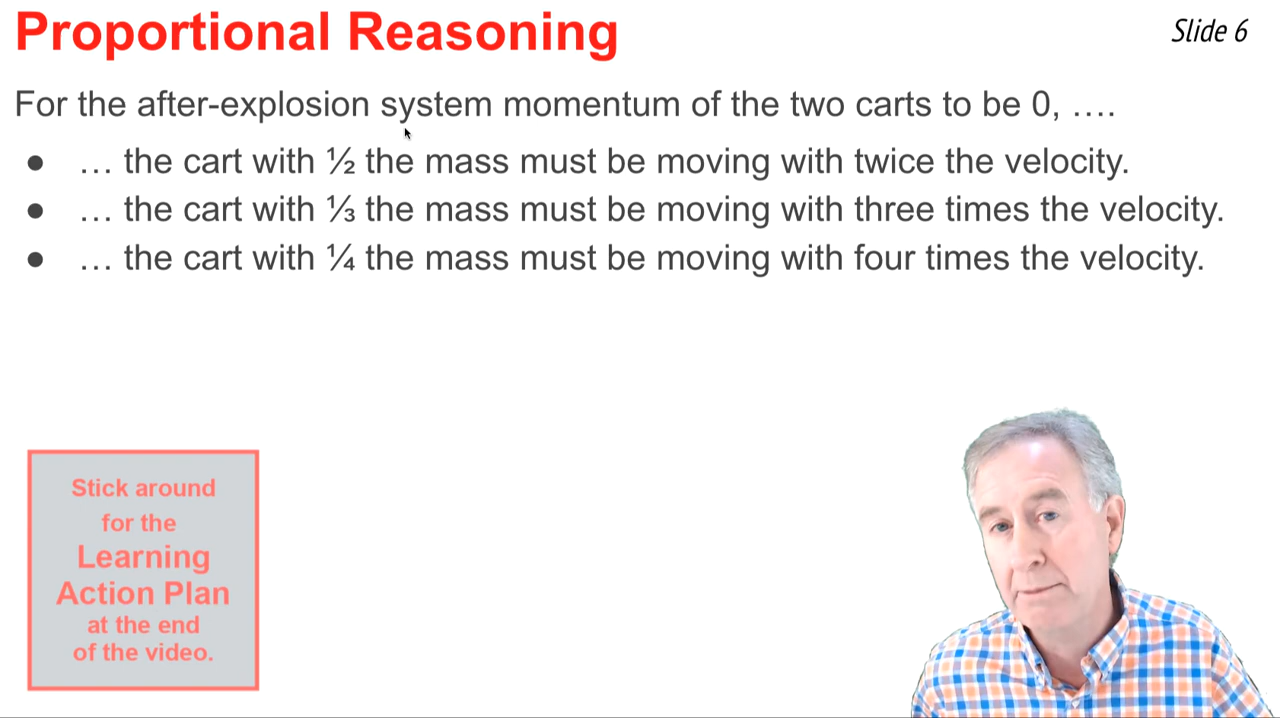 Proportional Reasoning
Slide 6
For the after-explosion system momentum of the two carts to be 0, ….
● … the cart with ½ the mass must be moving with twice the velocity.
● … the cart with ⅓ the mass must be moving with three times the velocity.
● … the cart with ¼ the mass must be moving with four times the velocity.
Stick around
for the
Learning
Action Plan
at the end
of the video.